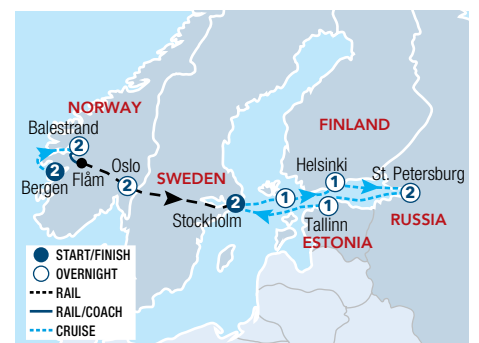 NORWAY
Balestrand
2
Bergen
2
Flåm
Oslo
2
SWEDEN
Stockholm
2
1
FINLAND
Helsinki
1
St. Petersburg
2
Tallinn
1
ESTONIA
RUSSIA
START/FINISH
OVERNIGHT
RAIL
RAIL/COACH
CRUISE